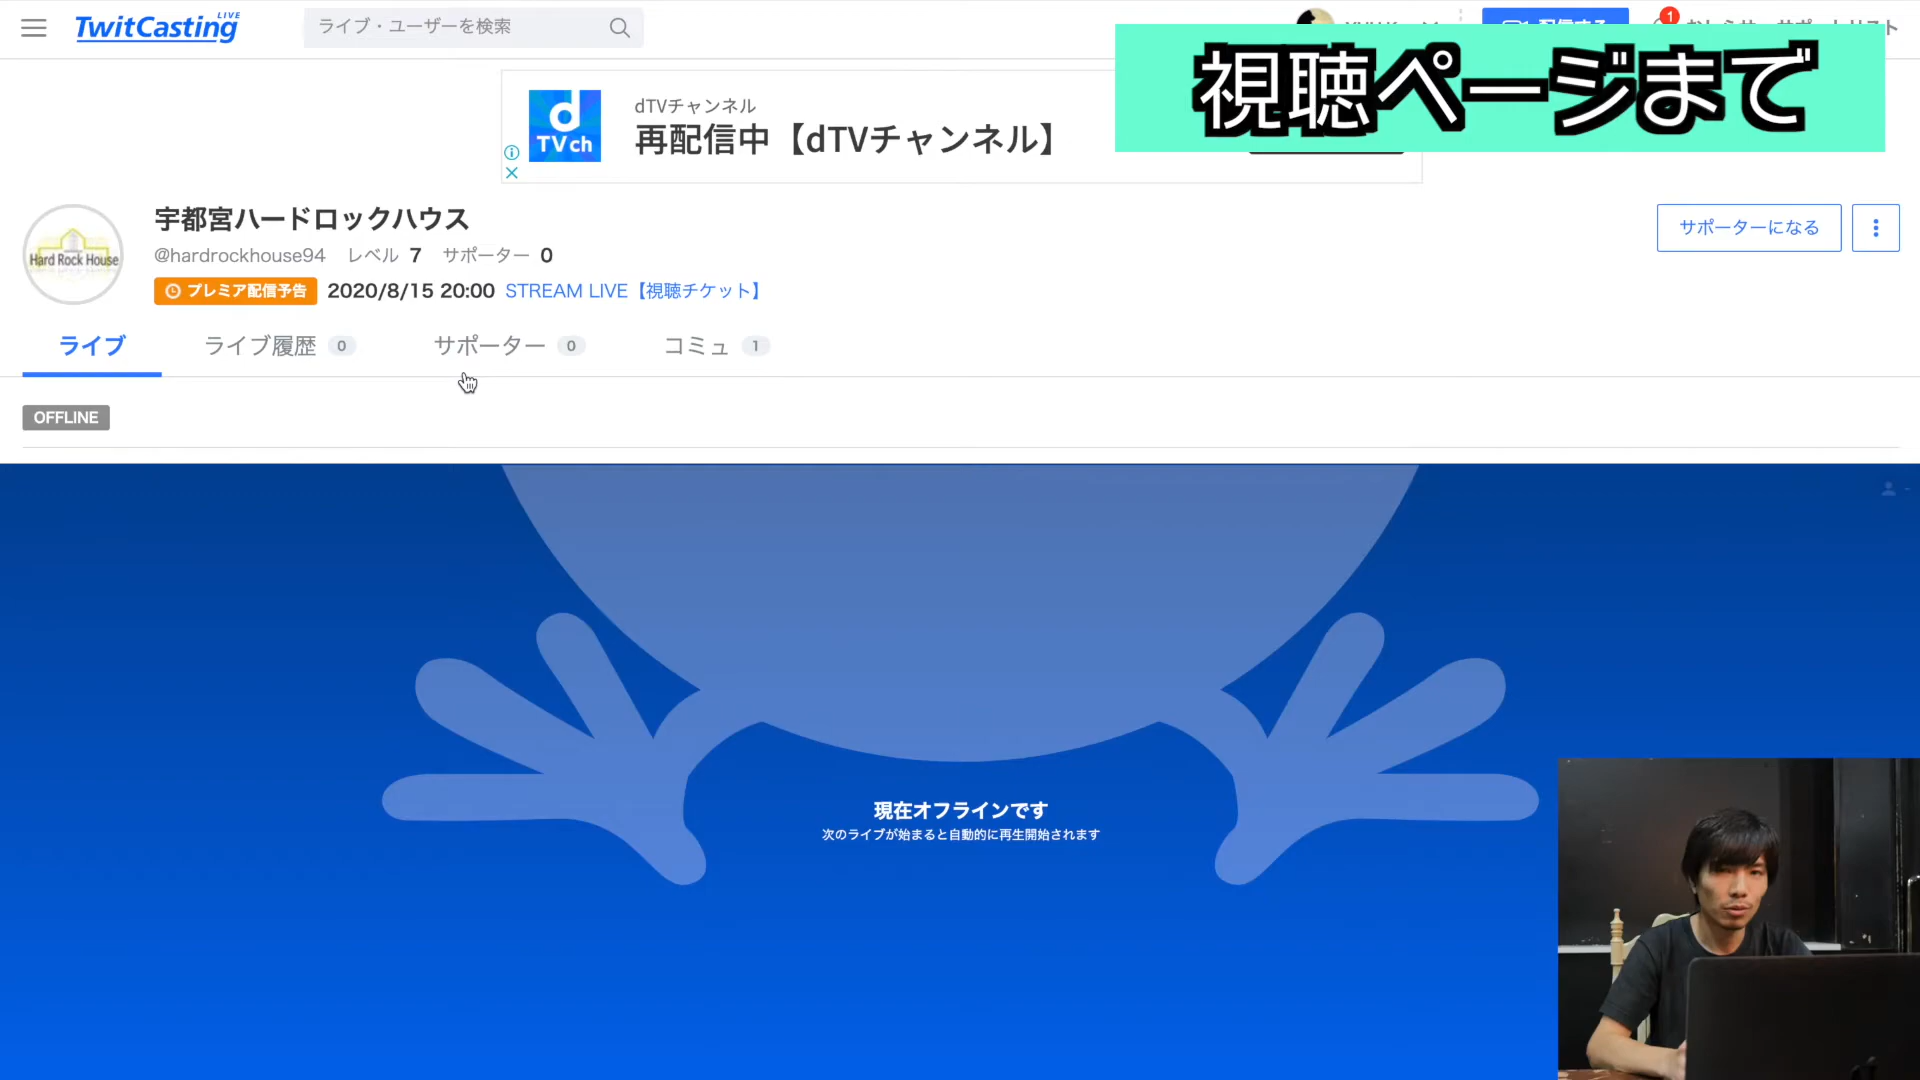 TwitCasting LIVE
ライブ・ユーザーを検索
1
視聴ページまで
d
TVch
dTVチャンネル
再配信中【dTVチャンネル】
Hard Rock House
宇都宮ハードロックハウス
@hardrockhouse94 レベル 7 サポーター 0
プレミア配信予告 2020/8/15 20:00 STREAM LIVE【視聴チケット】
サポーターになる
ライブ ライブ履歴 0 サポーター 0 コミュ 1
OFFLINE
現在オフラインです
次のライブが始まると自動的に再生開始されます